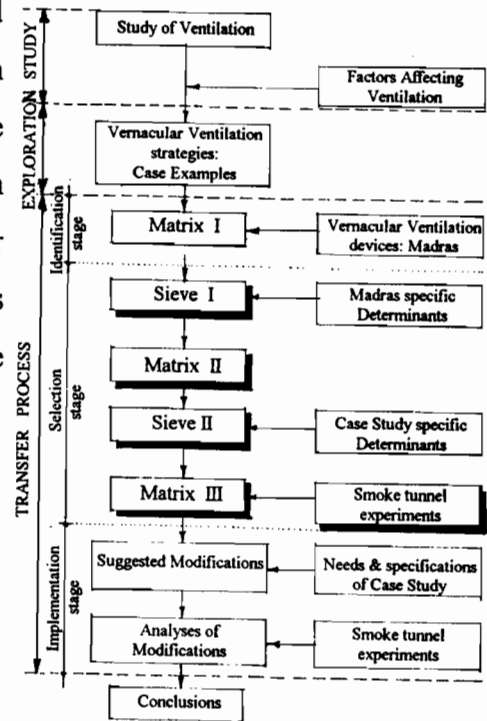 Study of Ventilation
Factors Affecting
Ventilation
Vernacular Ventilation
strategies:
Case Examples
Matrix I
Vernacular Ventilation
devices: Madras
Sieve I
Madras specific
Determinants
Matrix II
Sieve II
Case Study specific
Determinants
Matrix III
Smoke tunnel
experiments
Suggested Modifications
Needs & specifications
of Case Study
Analyses of
Modifications
Smoke tunnel
experiments
Conclusions
STUDY
EXPLORATION
TRANSFER PROCESS
Identification
stage
Selection
stage
Implementation
stage